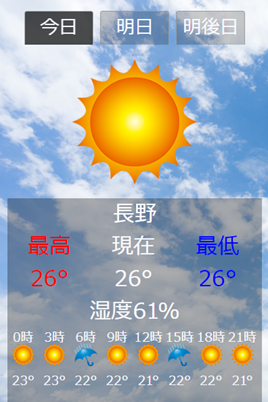 今日 明日 明後日
長野
最高 現在 最低
26° 26° 26°
湿度61%
0時 3時 6時 9時 12時 15時 18時 21時
23° 23° 22° 22° 21° 22° 22° 21°